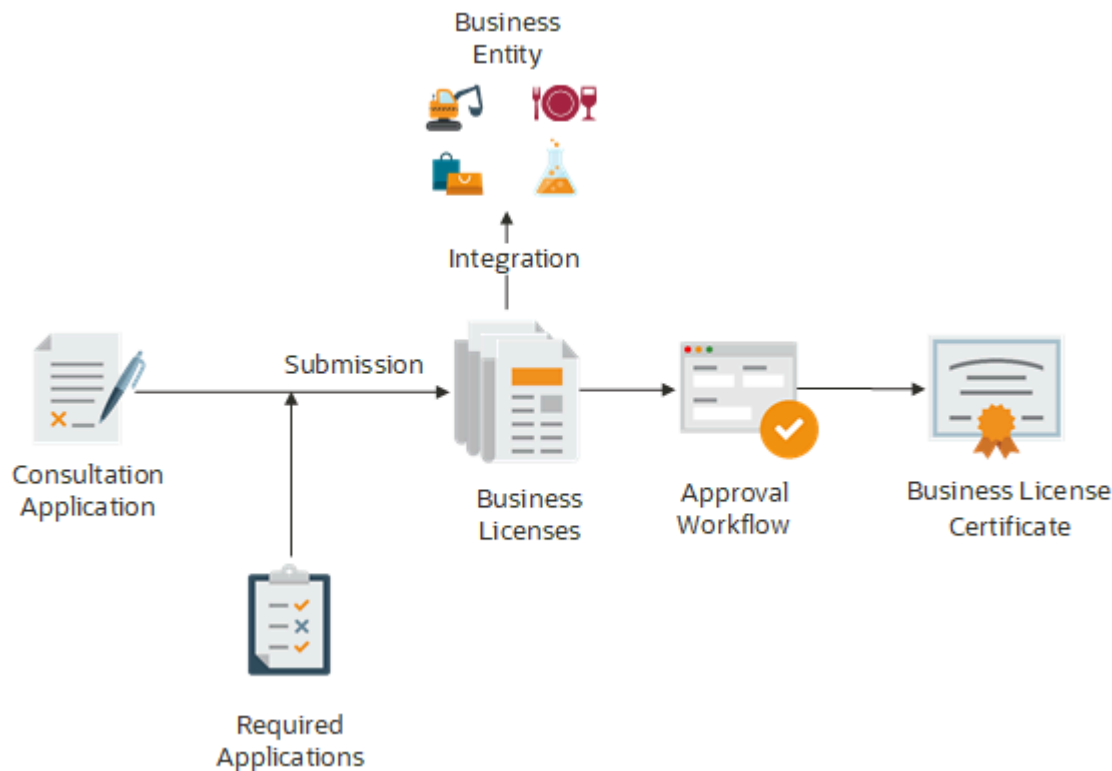 Business
Entity
Integration
Submission
Consultation
Application
Business
Licenses
Approval
Workflow
Business License
Certificate
Required
Applications